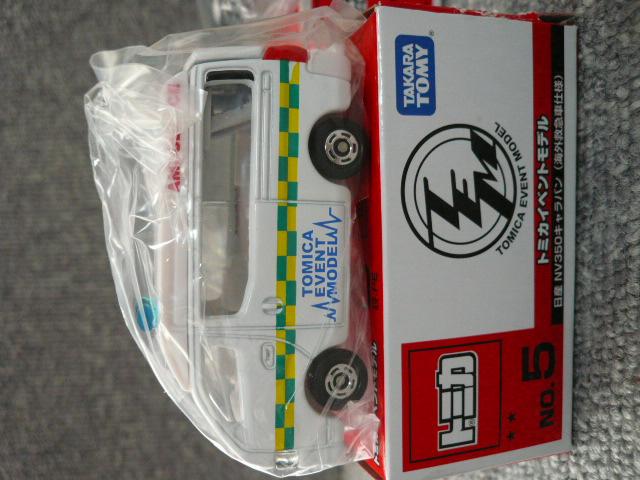 TAKARA
TOMY
TEM
TOMICA EVENT MODEL
トミカイベントモデル
日産 NV350キャラバン(海外救急車仕様)
トミカ
NO. 5
TOMICA
EVENT
MODEL